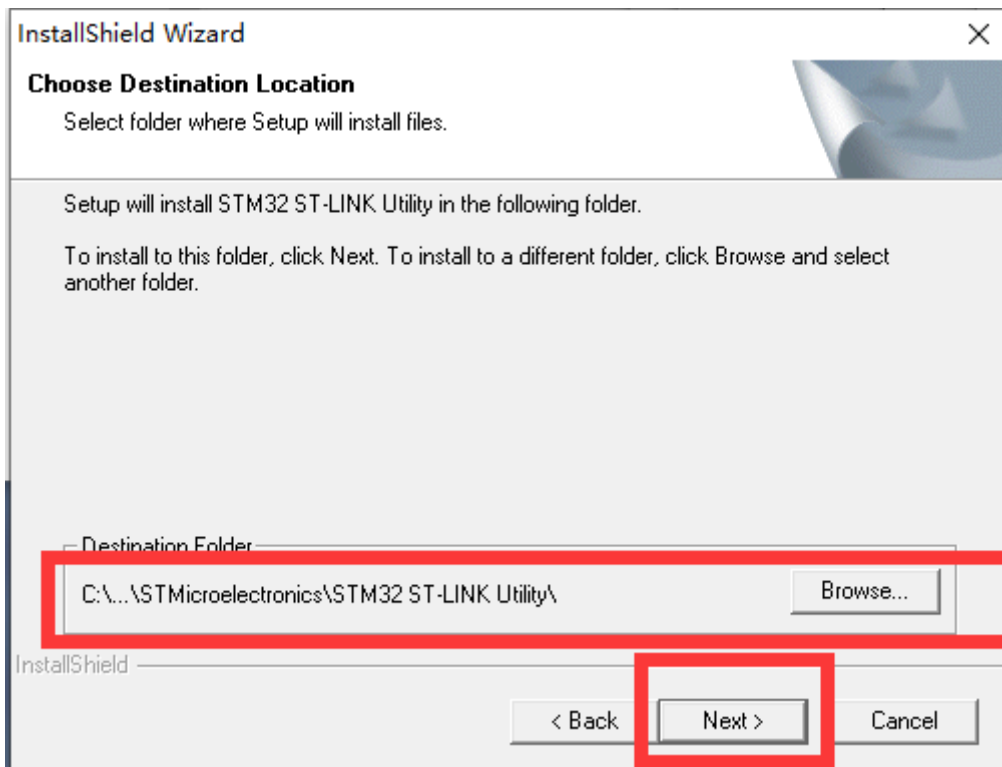 InstallShield Wizard
Choose Destination Location
Select folder where Setup will install files.
Setup will install STM32 ST-LINK Utility in the following folder.
To install to this folder, click Next. To install to a different folder, click Browse and select
another folder.
Destination Folder
C:\...\STMicroelectronics\STM32 ST-LINK Utility\
Browse...
InstallShield
< Back
Next >
Cancel